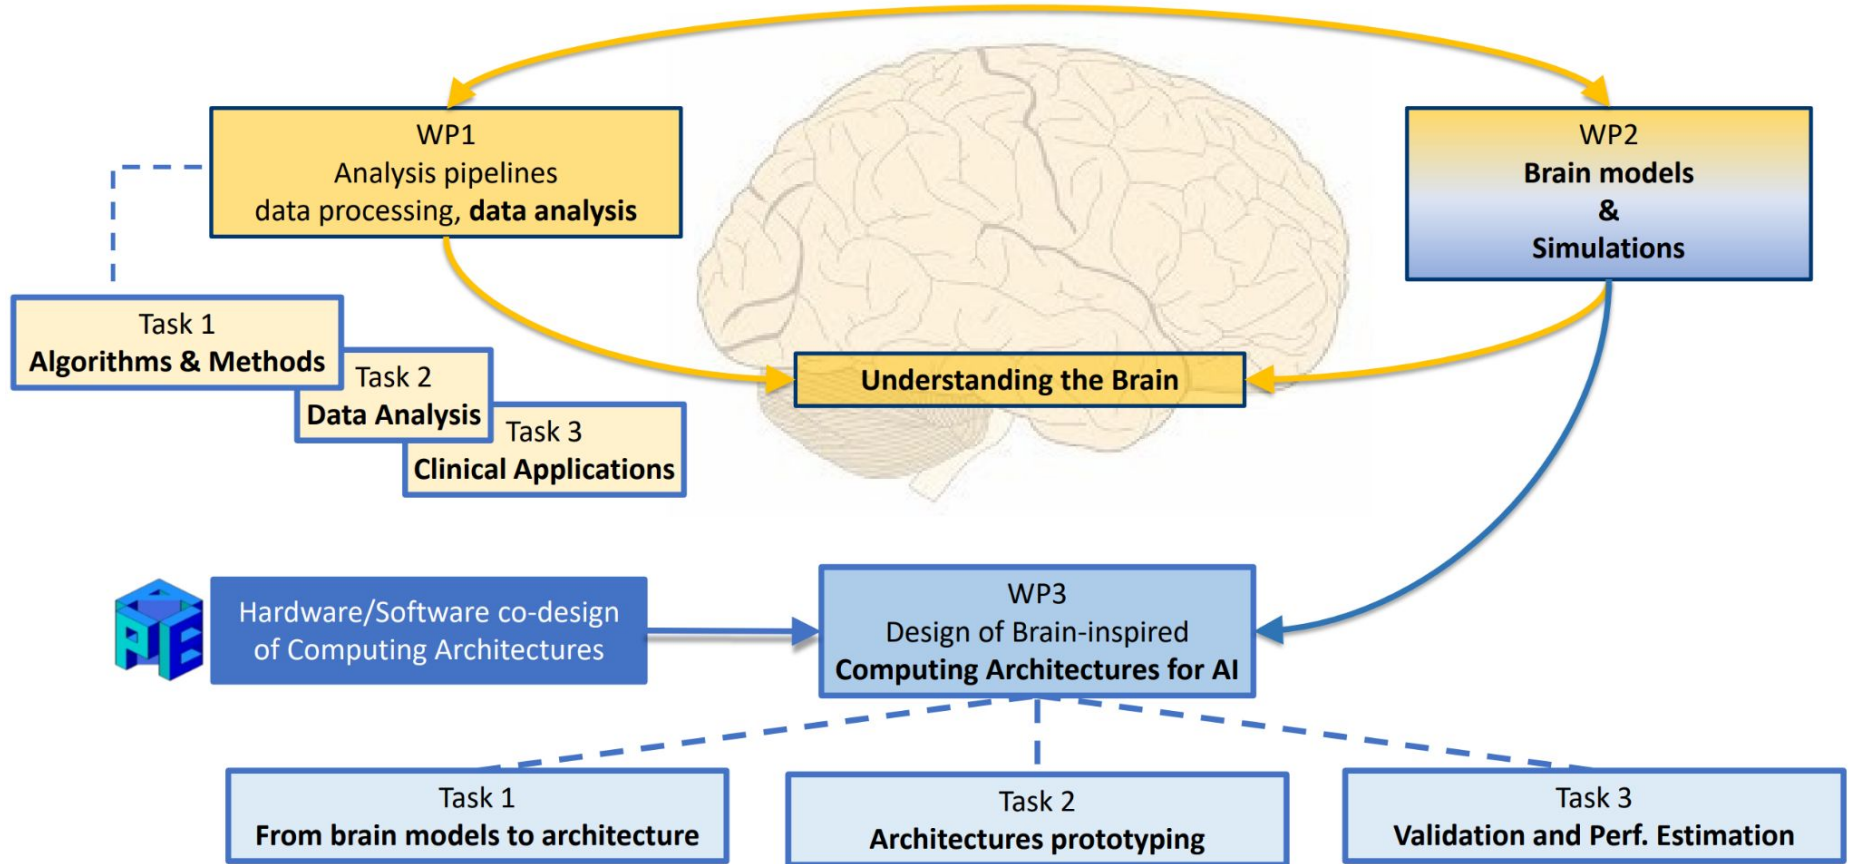 WP1
Analysis pipelines
data processing, data analysis
WP2
Brain models
&
Simulations
Task 1
Algorithms & Methods
Task 2
Data Analysis
Task 3
Clinical Applications
Understanding the Brain
APE
Hardware/Software co-design
of Computing Architectures
WP3
Design of Brain-inspired
Computing Architectures for AI
Task 1
From brain models to architecture
Task 2
Architectures prototyping
Task 3
Validation and Perf. Estimation